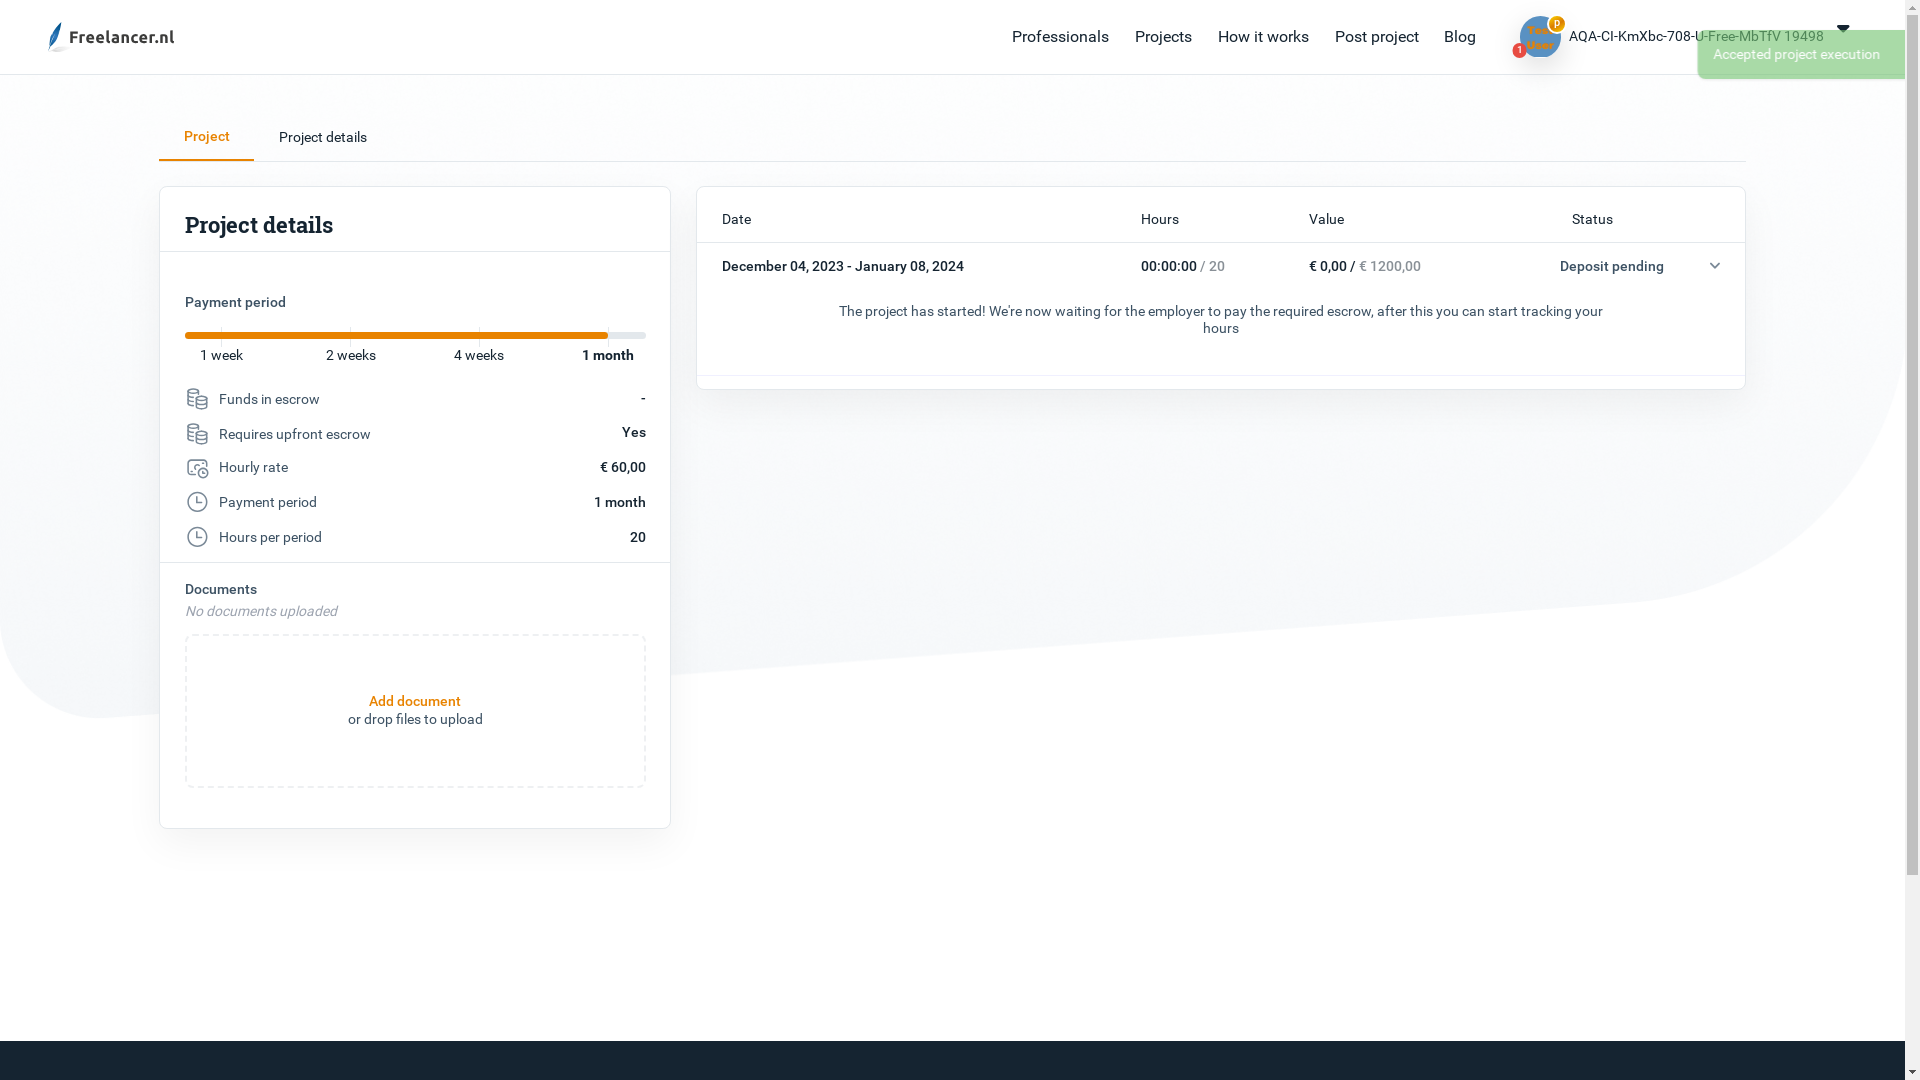 Freelancer.nl
Professionals
Projects
How it works
Post project
Blog
p
Test
User
1
AQA-CI-KmXbc-708-U-Free-MbTfV 19498
Accepted project execution
Project
Project details
Project details
Payment period
1 week
2 weeks
4 weeks
1 month
Funds in escrow
-
Requires upfront escrow
Yes
Hourly rate
€ 60,00
Payment period
1 month
Hours per period
20
Documents
No documents uploaded
Add document
or drop files to upload
Date
Hours
Value
Status
December 04, 2023 - January 08, 2024
00:00:00 / 20
€ 0,00 / € 1200,00
Deposit pending
The project has started! We're now waiting for the employer to pay the required escrow, after this you can start tracking your
hours